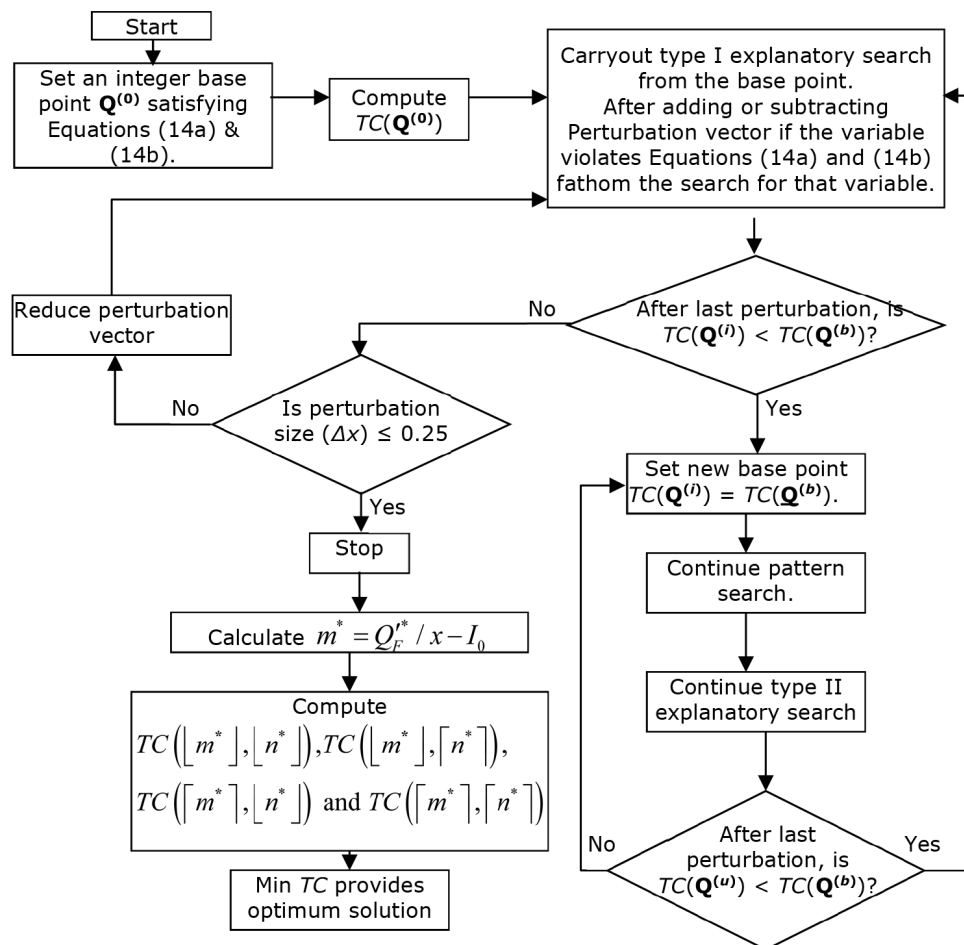 Start
Set an integer base
point Q⁽⁰⁾ satisfying
Equations (14a) &
(14b).
Compute
TC(Q⁽⁰⁾)
Carryout type I explanatory search
from the base point.
After adding or subtracting
Perturbation vector if the variable
violates Equations (14a) and (14b)
fathom the search for that variable.
Reduce perturbation
vector
No
After last perturbation, is
TC(Q⁽ⁱ⁾) < TC(Q⁽ᵇ⁾)?
No
Is perturbation
size (Δx) ≤ 0.25
Yes
Set new base point
TC(Q⁽ⁱ⁾) = TC(Q⁽ᵇ⁾).
Yes
Stop
Continue pattern
search.
Calculate m* = Q′*_F / x − I₀
Continue type II
explanatory search
Compute
TC(⌊m*⌋,⌊n*⌋),TC(⌊m*⌋,⌈n*⌉),
TC(⌈m*⌉,⌊n*⌋) and TC(⌈m*⌉,⌈n*⌉)
No
After last
perturbation, is
TC(Q⁽ᵘ⁾) < TC(Q⁽ᵇ⁾)?
Yes
Min TC provides
optimum solution